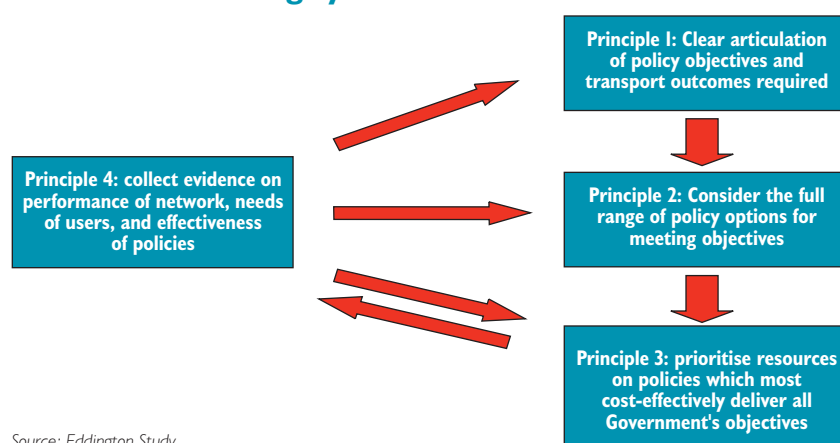 Principle 1: Clear articulation
of policy objectives and
transport outcomes required
Principle 4: collect evidence on
performance of network, needs
of users, and effectiveness
of policies
Principle 2: Consider the full
range of policy options for
meeting objectives
Principle 3: prioritise resources
on policies which most
cost-effectively deliver all
Government's objectives
Source: Eddington Study